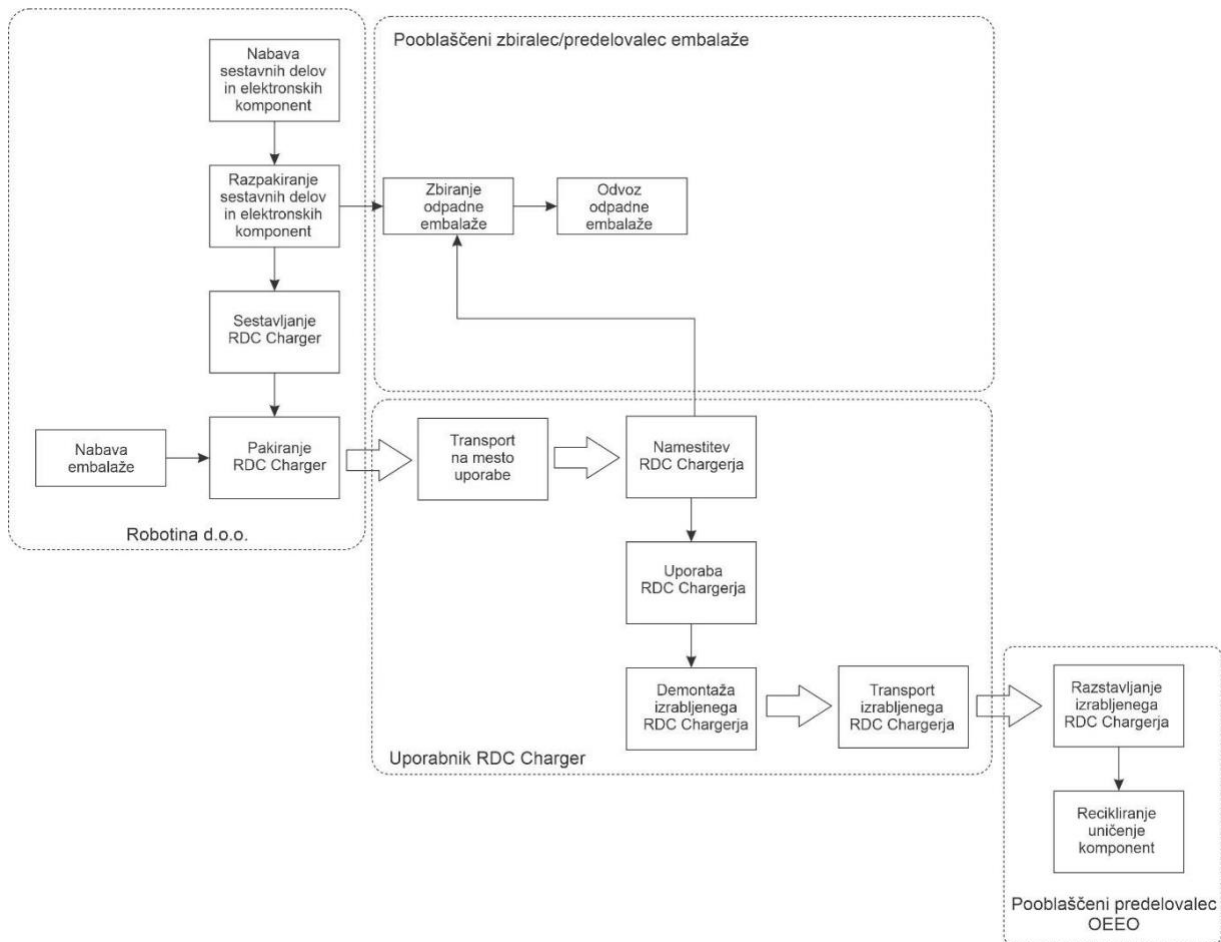 Nabava
sestavnih delov
in elektronskih
komponent
Pooblaščeni zbiralec/predelovalec embalaže
Razpakiranje
sestavnih delov
in elektronskih
komponent
Zbiranje
odpadne
embalaže
Odvoz
odpadne
embalaže
Sestavljanje
RDC Charger
Nabava
embalaže
Pakiranje
RDC Charger
Robotina d.o.o.
Transport
na mesto
uporabe
Namestitev
RDC Chargerja
Uporaba
RDC Chargerja
Demontaža
izrabljenega
RDC Chargerja
Transport
izrabljenega
RDC Chargerja
Uporabnik RDC Charger
Razstavljanje
izrabljenega
RDC Chargerja
Recikliranje
uničenje
komponent
Pooblaščeni predelovalec
OEEO